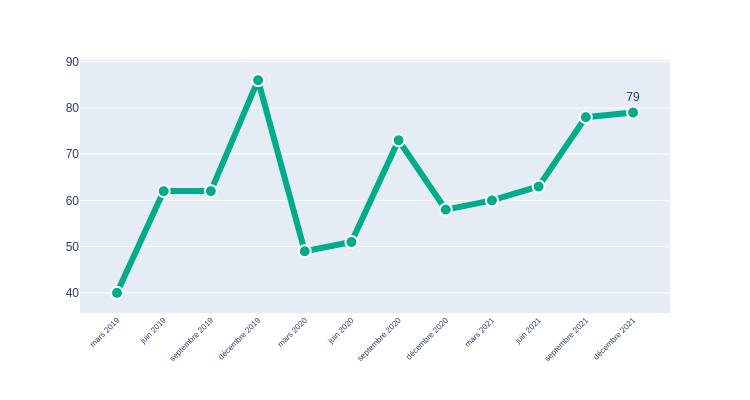 90
80
70
60
50
40
79
mars 2019
juin 2019
septembre 2019
décembre 2019
mars 2020
juin 2020
septembre 2020
décembre 2020
mars 2021
juin 2021
septembre 2021
décembre 2021